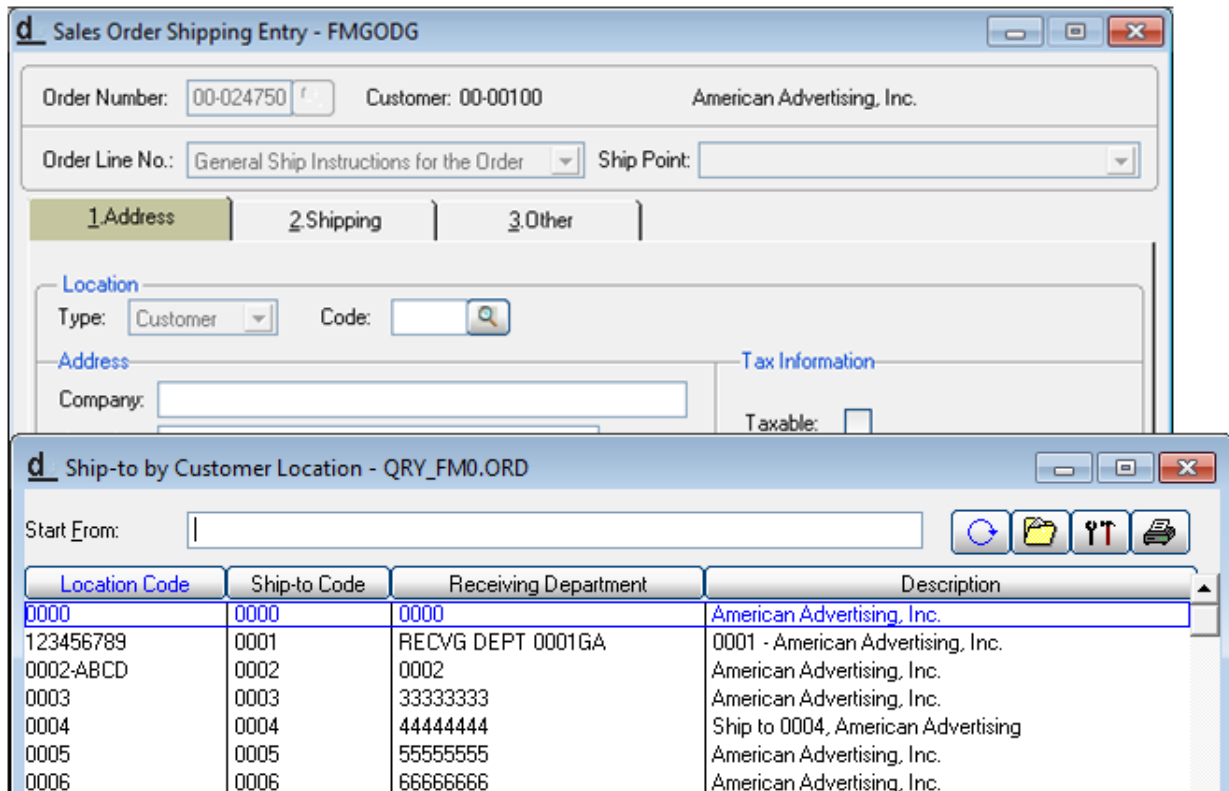 d Sales Order Shipping Entry - FMGODG
Order Number: 00-024750 Customer: 00-00100 American Advertising, Inc.
Order Line No.: General Ship Instructions for the Order Ship Point:
1.Address 2.Shipping 3.Other
Location
Type: Customer Code:
Address Tax Information
Company:
Taxable:
d Ship-to by Customer Location - QRY_FM0.ORD
Start From:
Location Code Ship-to Code Receiving Department Description
0000 0000 0000 American Advertising, Inc.
123456789 0001 RECVG DEPT 0001GA 0001 - American Advertising, Inc.
0002-ABCD 0002 0002 American Advertising, Inc.
0003 0003 33333333 American Advertising, Inc.
0004 0004 44444444 Ship to 0004, American Advertising
0005 0005 55555555 American Advertising, Inc.
0006 0006 66666666 American Advertising, Inc.